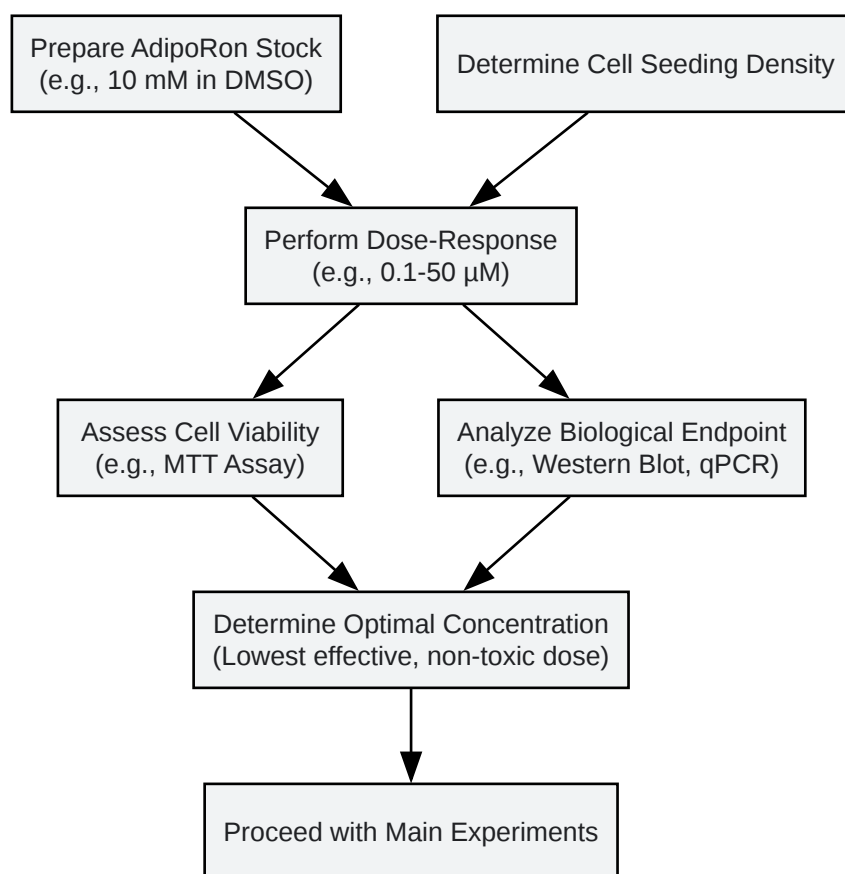 Prepare AdipoRon Stock
(e.g., 10 mM in DMSO)
Determine Cell Seeding Density
Perform Dose-Response
(e.g., 0.1-50 µM)
Assess Cell Viability
(e.g., MTT Assay)
Analyze Biological Endpoint
(e.g., Western Blot, qPCR)
Determine Optimal Concentration
(Lowest effective, non-toxic dose)
Proceed with Main Experiments